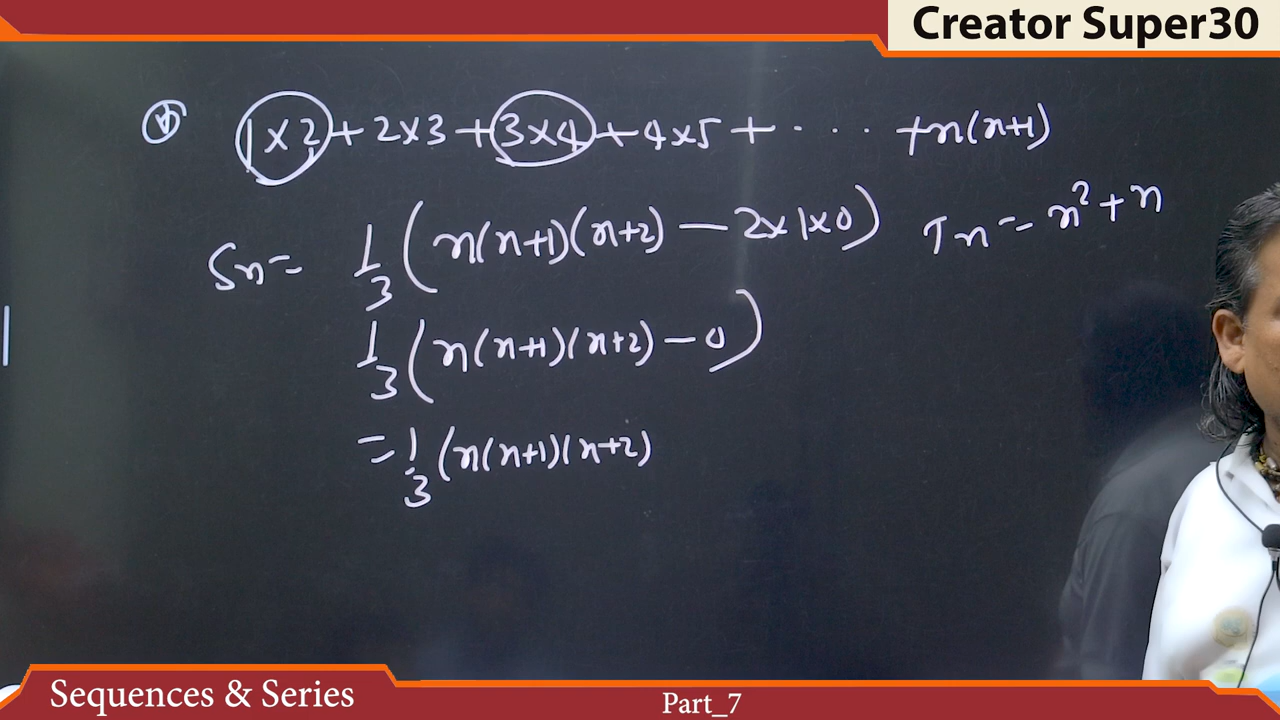 Creator Super30
1×2 + 2×3 + 3×4 + 4×5 + · · · · + n(n+1)
Sn = 1/3 ( n(n+1)(n+2) − 2×1×0 ) Tn = n² + n
1/3 ( n(n+1)(n+2) − 0 )
= 1/3 (n(n+1)(n+2)
Sequences & Series
Part_7